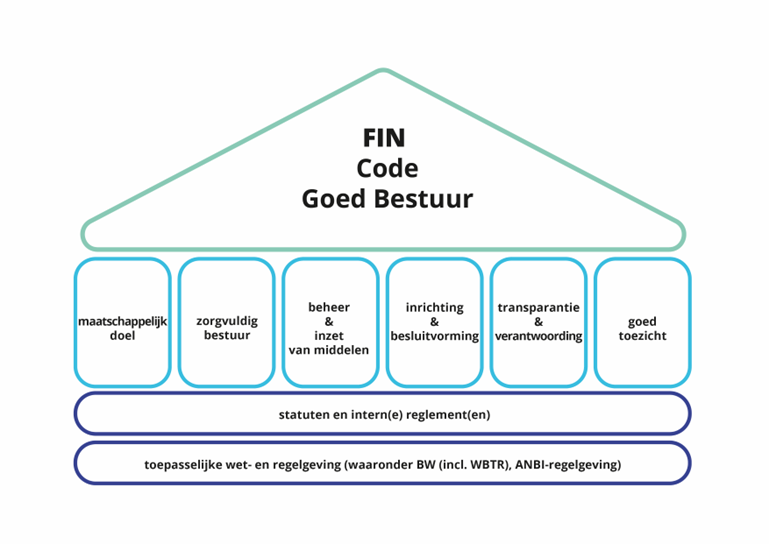 FIN
Code
Goed Bestuur
maatschappelijk
doel
zorgvuldig
bestuur
beheer
&
inzet
van middelen
inrichting
&
besluitvorming
transparantie
&
verantwoording
goed
toezicht
statuten en intern(e) reglement(en)
toepasselijke wet- en regelgeving (waaronder BW (incl. WBTR), ANBI-regelgeving)